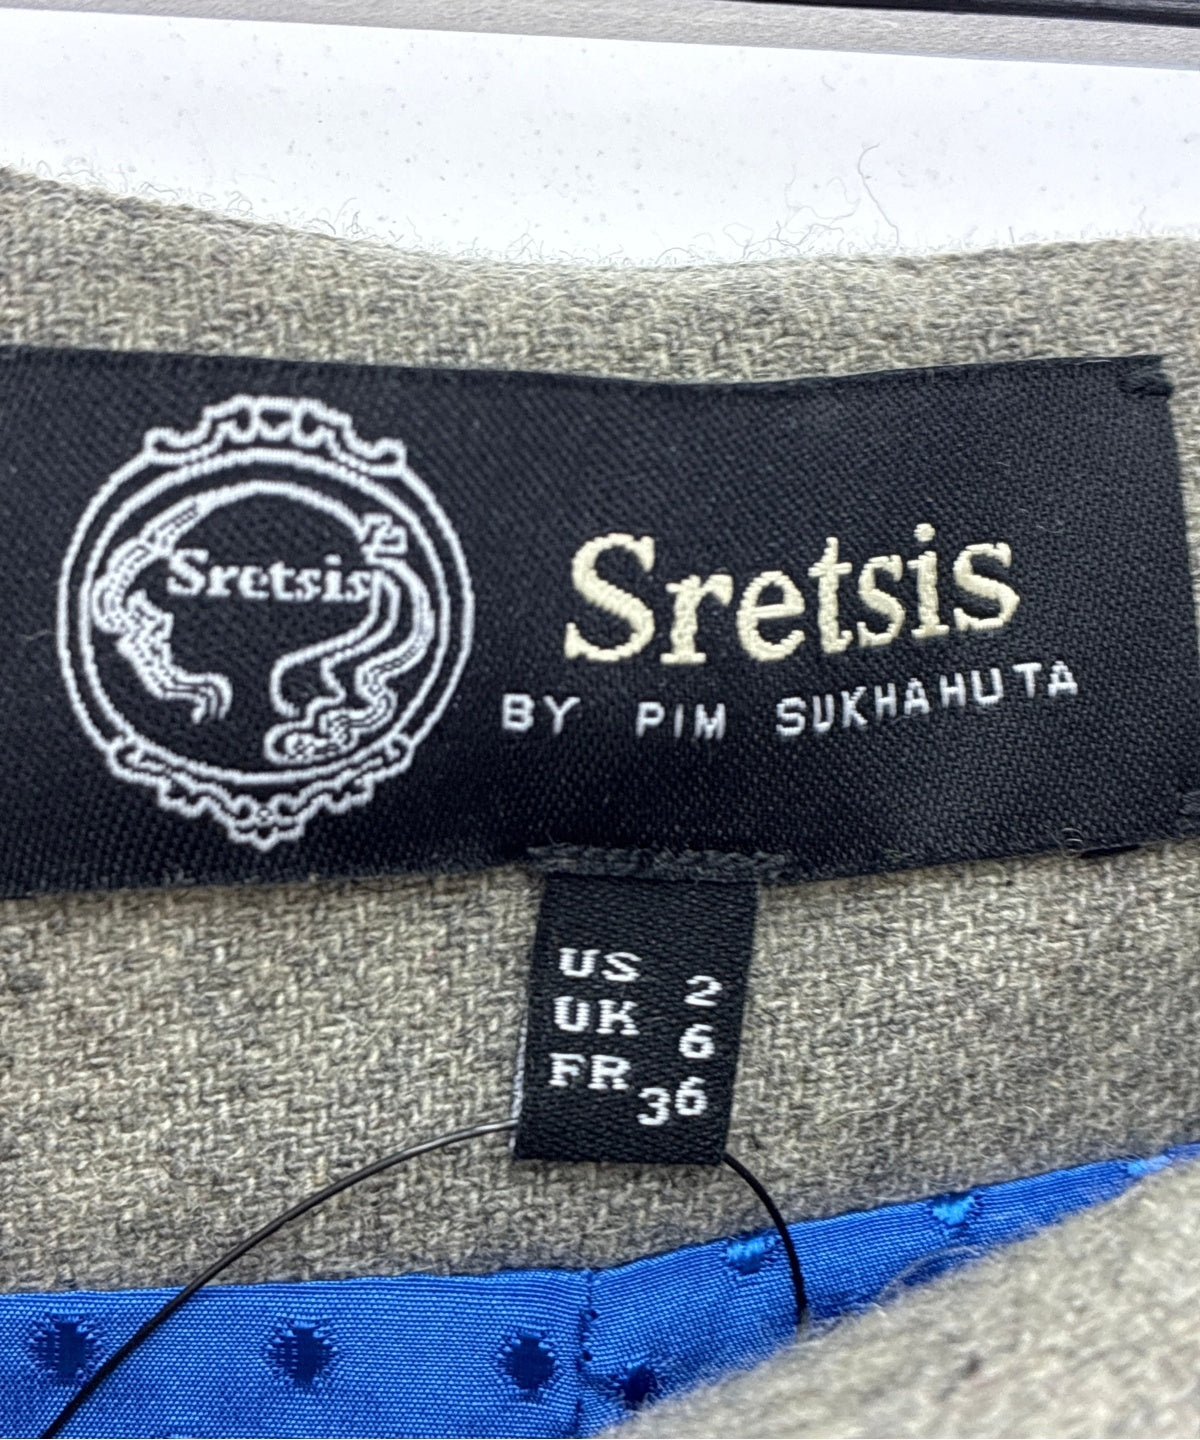 Sretsis
Sretsis
BY PIM SUKHAHUTA
US 2
UK 6
FR 36